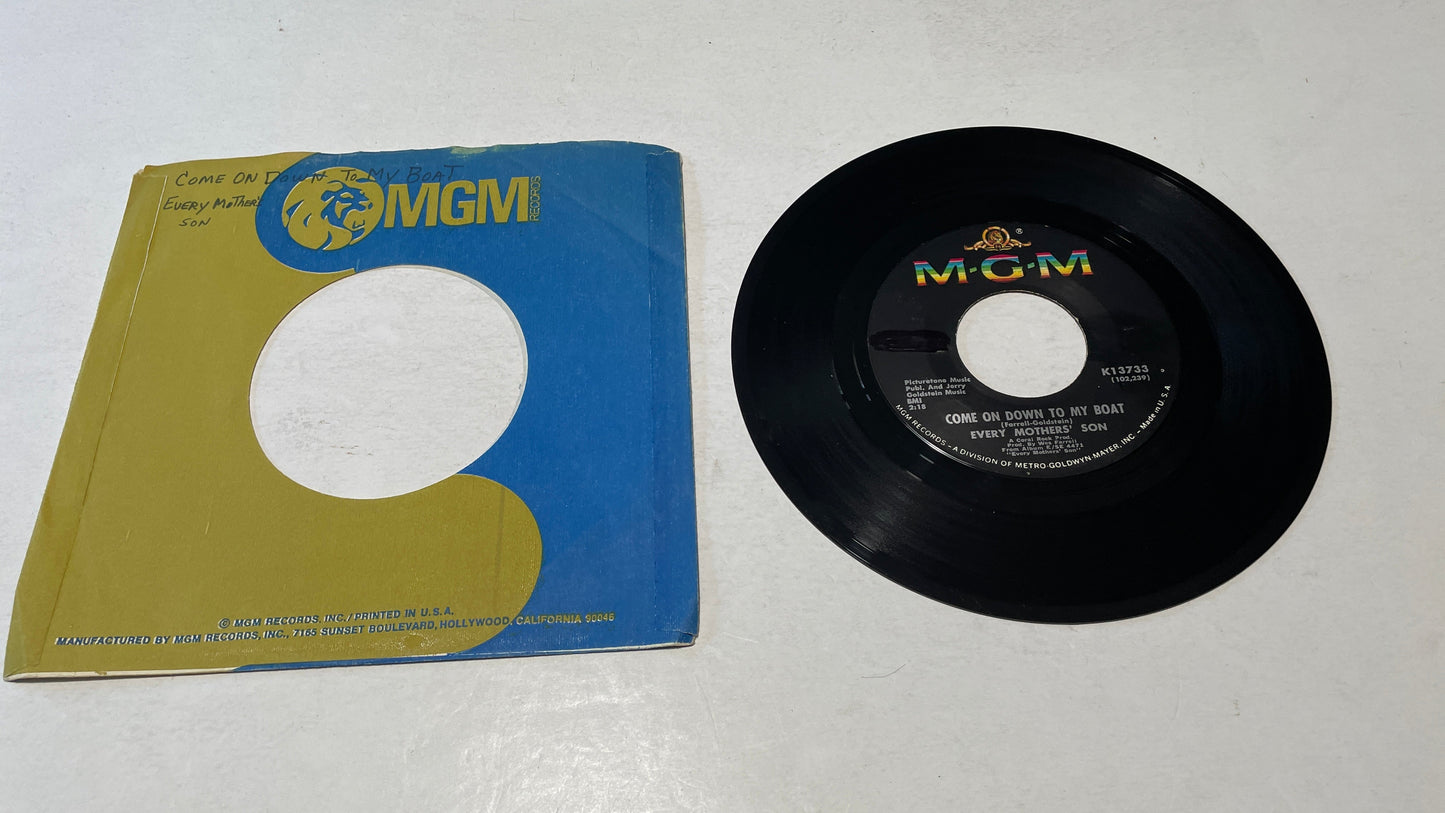 COME ON DOWN TO MY BOAT
EVERY MOTHER'S
SON
MGM
RECORDS
© MGM RECORDS, INC./PRINTED IN U.S.A.
MANUFACTURED BY MGM RECORDS, INC., 7165 SUNSET BOULEVARD, HOLLYWOOD, CALIFORNIA 90046
®
M-G-M
K13733
(102,239)
Picturetone Music
Publ. And Jerry
Goldstein Music
BMI
2:18
COME ON DOWN TO MY BOAT
(Farrell-Goldstein)
EVERY MOTHERS' SON
A Coral Rock Prod.
Prod. By Wes Farrell
From Album E/SE 4471
"Every Mothers' Son"
MGM RECORDS - A DIVISION OF METRO-GOLDWYN-MAYER, INC. - Made in U.S.A.